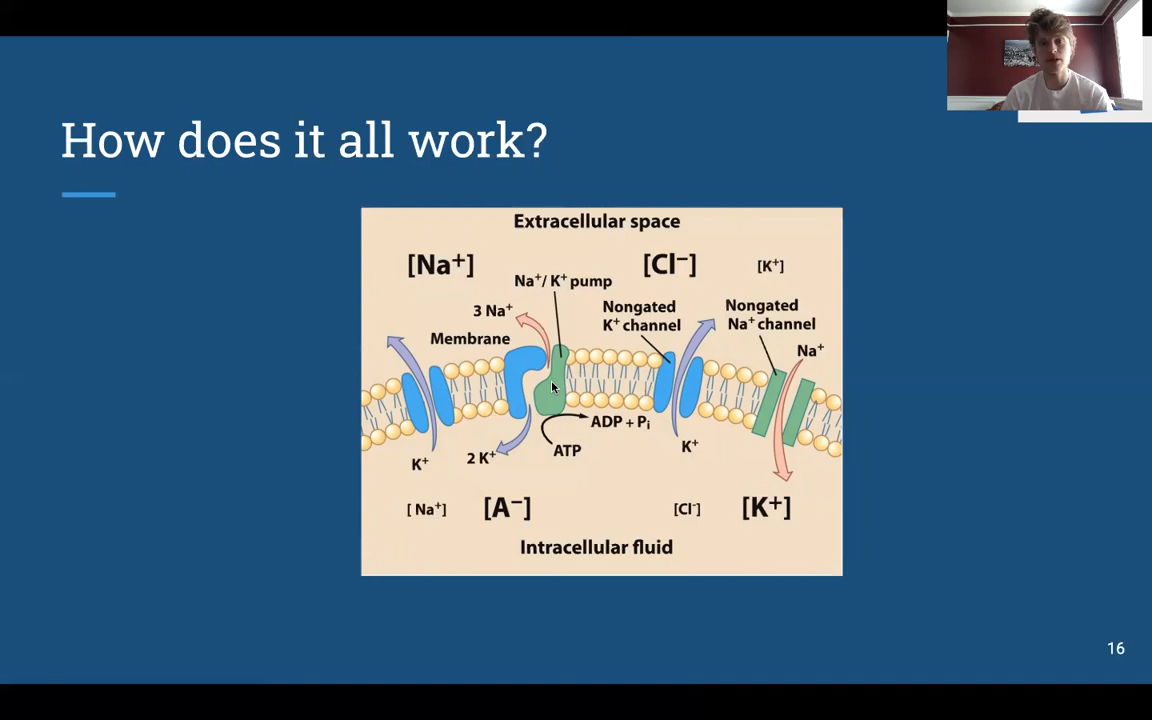 How does it all work?
Extracellular space
[Na⁺]
[Cl⁻]
[K⁺]
Na⁺/ K⁺ pump
3 Na⁺
Nongated
K⁺ channel
Nongated
Na⁺ channel
Membrane
Na⁺
ADP + Pᵢ
ATP
K⁺
2 K⁺
K⁺
[ Na⁺]
[A⁻]
[Cl⁻]
[K⁺]
Intracellular fluid
16